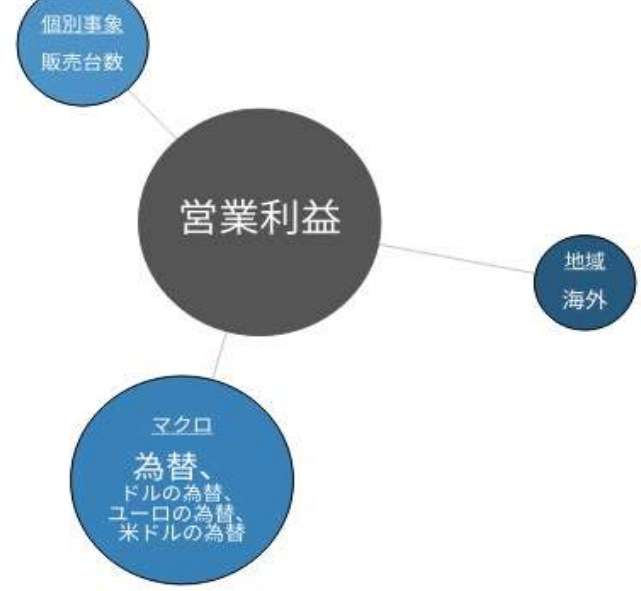 個別事象
販売台数
営業利益
地域
海外
マクロ
為替、
ドルの為替、
ユーロの為替、
米ドルの為替